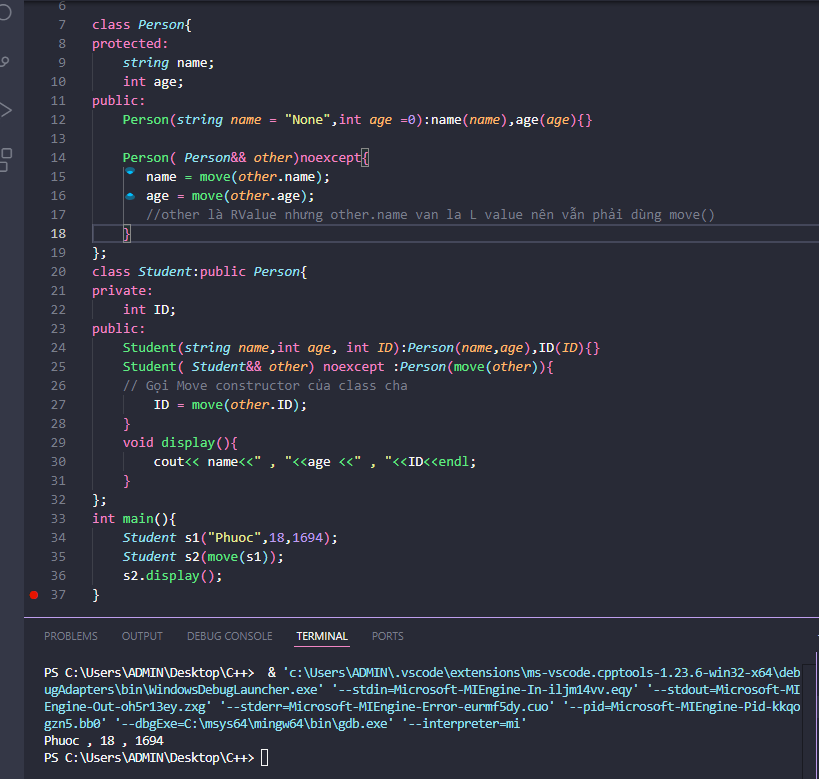 6
7 class Person{
8 protected:
9 string name;
10 int age;
11 public:
12 Person(string name = "None",int age =0):name(name),age(age){}
13
14 Person( Person&& other)noexcept{
15 name = move(other.name);
16 age = move(other.age);
17 //other là RValue nhưng other.name van la L value nên vẫn phải dùng move()
18 }
19 };
20 class Student:public Person{
21 private:
22 int ID;
23 public:
24 Student(string name,int age, int ID):Person(name,age),ID(ID){}
25 Student( Student&& other) noexcept :Person(move(other)){
26 // Gọi Move constructor của class cha
27 ID = move(other.ID);
28 }
29 void display(){
30 cout<< name<<" , "<<age <<" , "<<ID<<endl;
31 }
32 };
33 int main(){
34 Student s1("Phuoc",18,1694);
35 Student s2(move(s1));
36 s2.display();
37 }
PROBLEMS OUTPUT DEBUG CONSOLE TERMINAL PORTS
PS C:\Users\ADMIN\Desktop\C++> & 'c:\Users\ADMIN\.vscode\extensions\ms-vscode.cpptools-1.23.6-win32-x64\deb
ugAdapters\bin\WindowsDebugLauncher.exe' '--stdin=Microsoft-MIEngine-In-iljm14vv.eqy' '--stdout=Microsoft-MI
Engine-Out-oh5r13ey.zxg' '--stderr=Microsoft-MIEngine-Error-eurmf5dy.cuo' '--pid=Microsoft-MIEngine-Pid-kkqo
gzn5.bb0' '--dbgExe=C:\msys64\mingw64\bin\gdb.exe' '--interpreter=mi'
Phuoc , 18 , 1694
PS C:\Users\ADMIN\Desktop\C++>